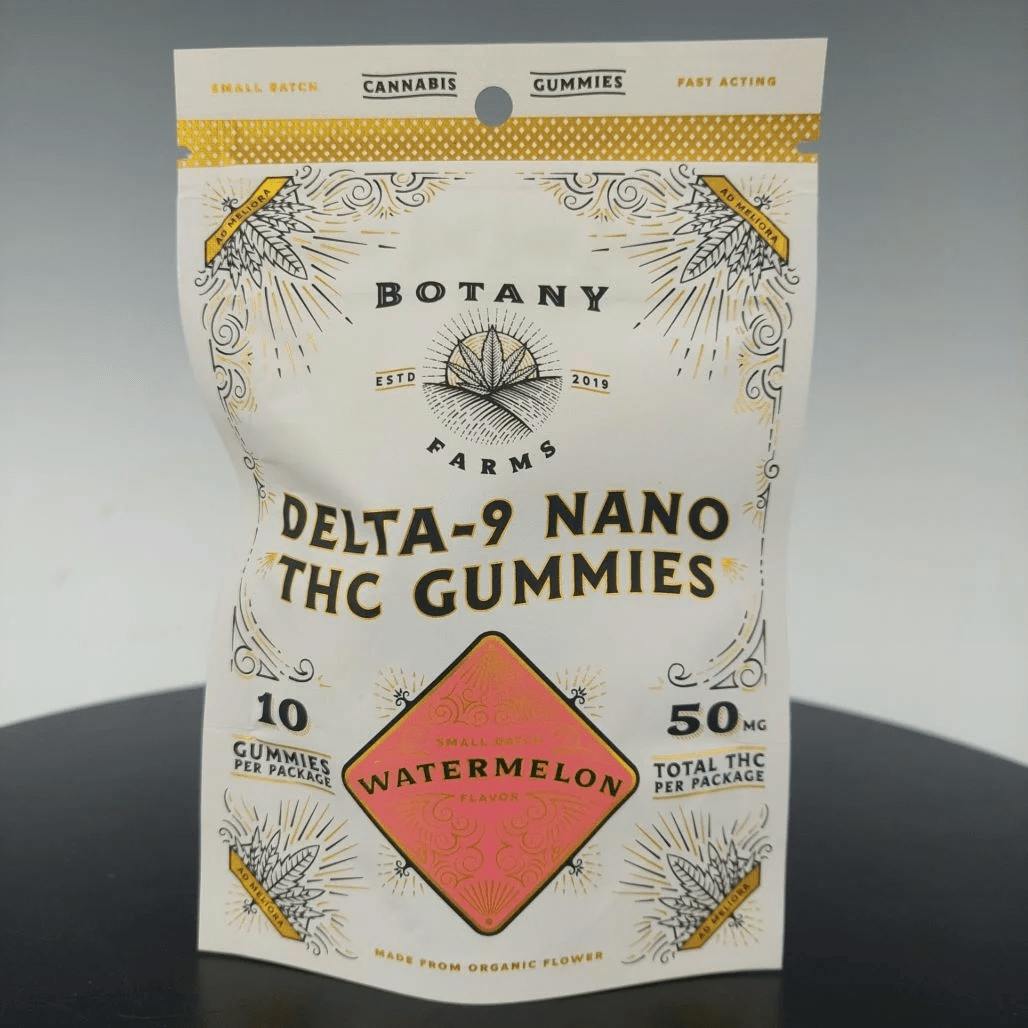 SMALL BATCH
CANNABIS
GUMMIES
FAST ACTING
AD MELIORA
AD MELIORA
BOTANY
ESTD
2019
FARMS
DELTA-9 NANO
THC GUMMIES
10
GUMMIES
PER PACKAGE
50 MG
TOTAL THC
PER PACKAGE
SMALL BATCH
WATERMELON
FLAVOR
AD MELIORA
AD MELIORA
MADE FROM ORGANIC FLOWER